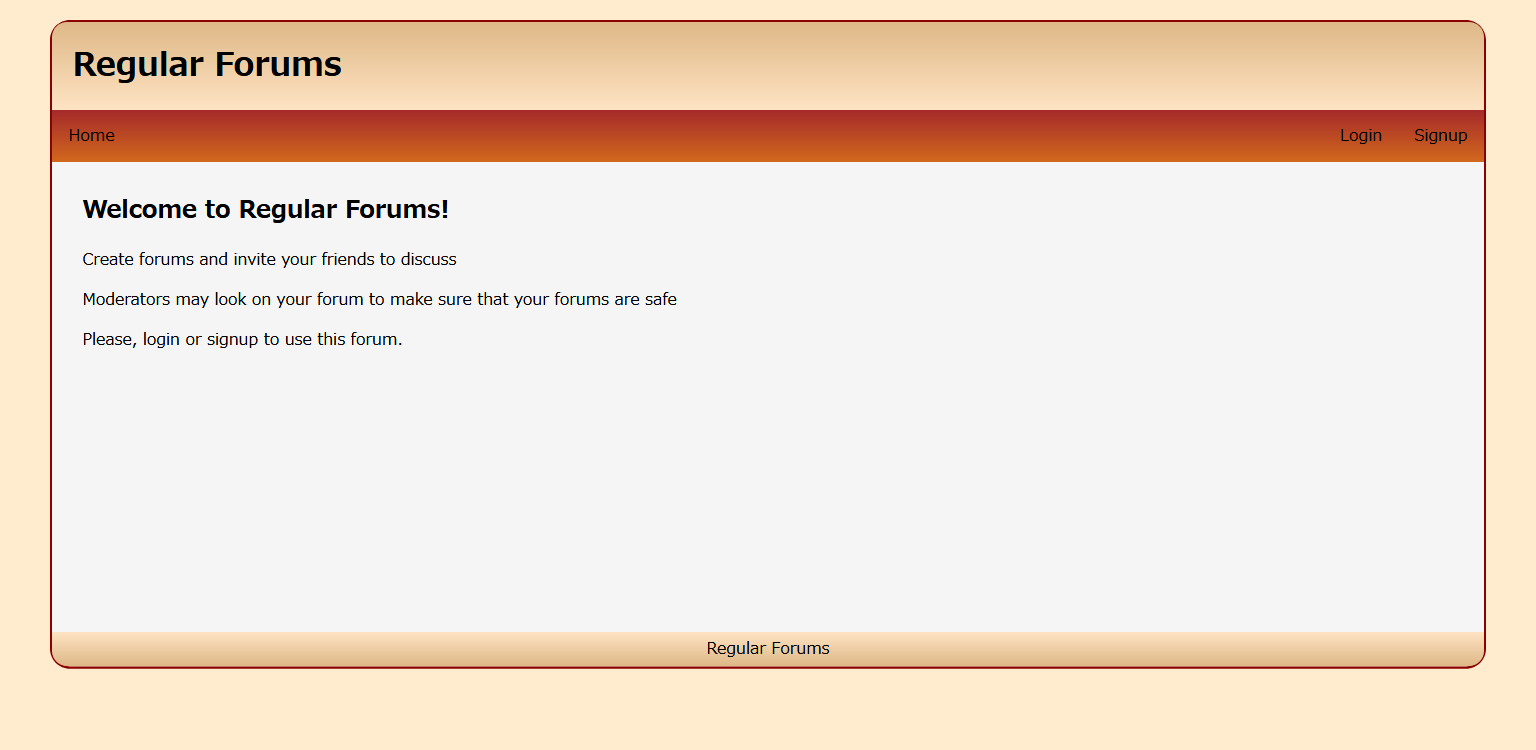 Regular Forums
Home Login Signup
Welcome to Regular Forums!
Create forums and invite your friends to discuss
Moderators may look on your forum to make sure that your forums are safe
Please, login or signup to use this forum.
Regular Forums